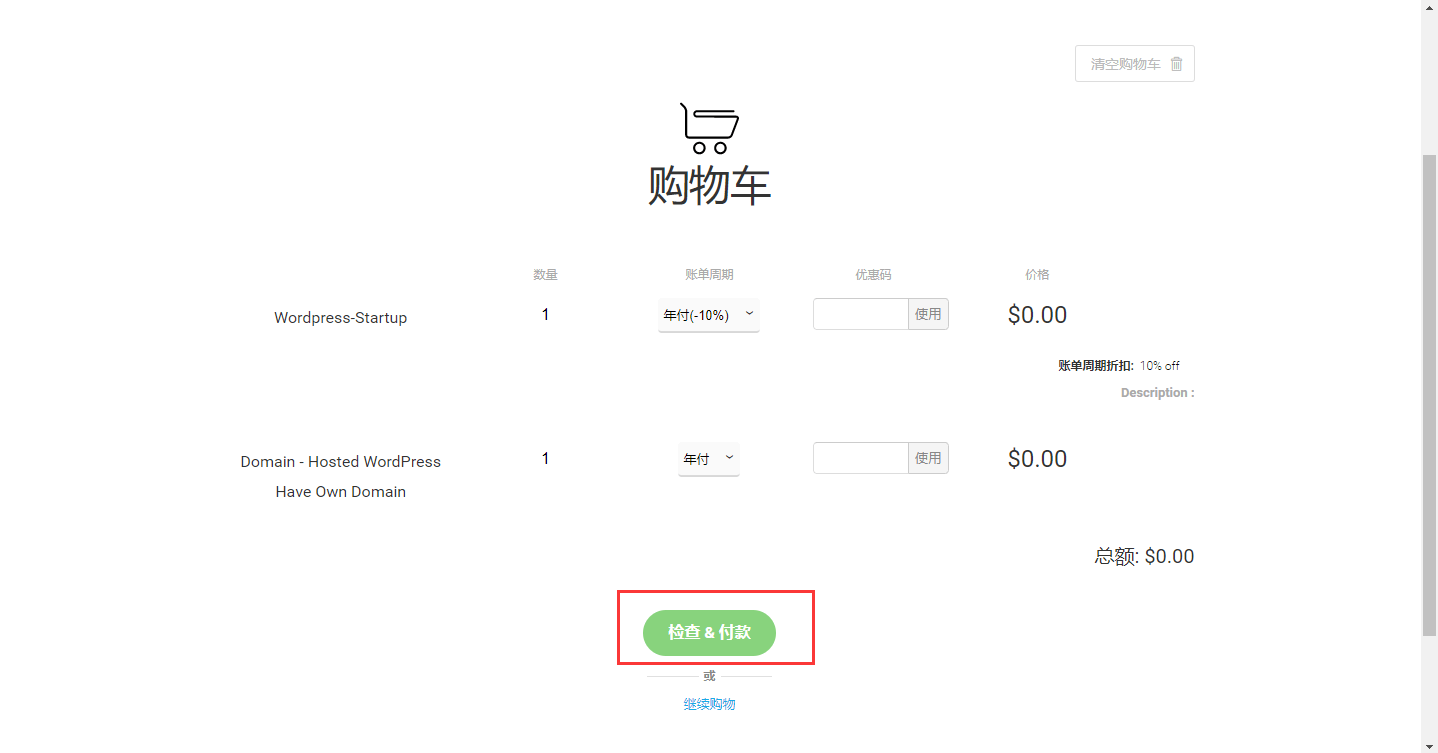 清空购物车
购物车
数量 账单周期 优惠码 价格
Wordpress-Startup 1 年付(-10%) 使用 $0.00
账单周期折扣: 10% off
Description :
Domain - Hosted WordPress 1 年付 使用 $0.00
Have Own Domain
总额: $0.00
检查 & 付款
或
继续购物